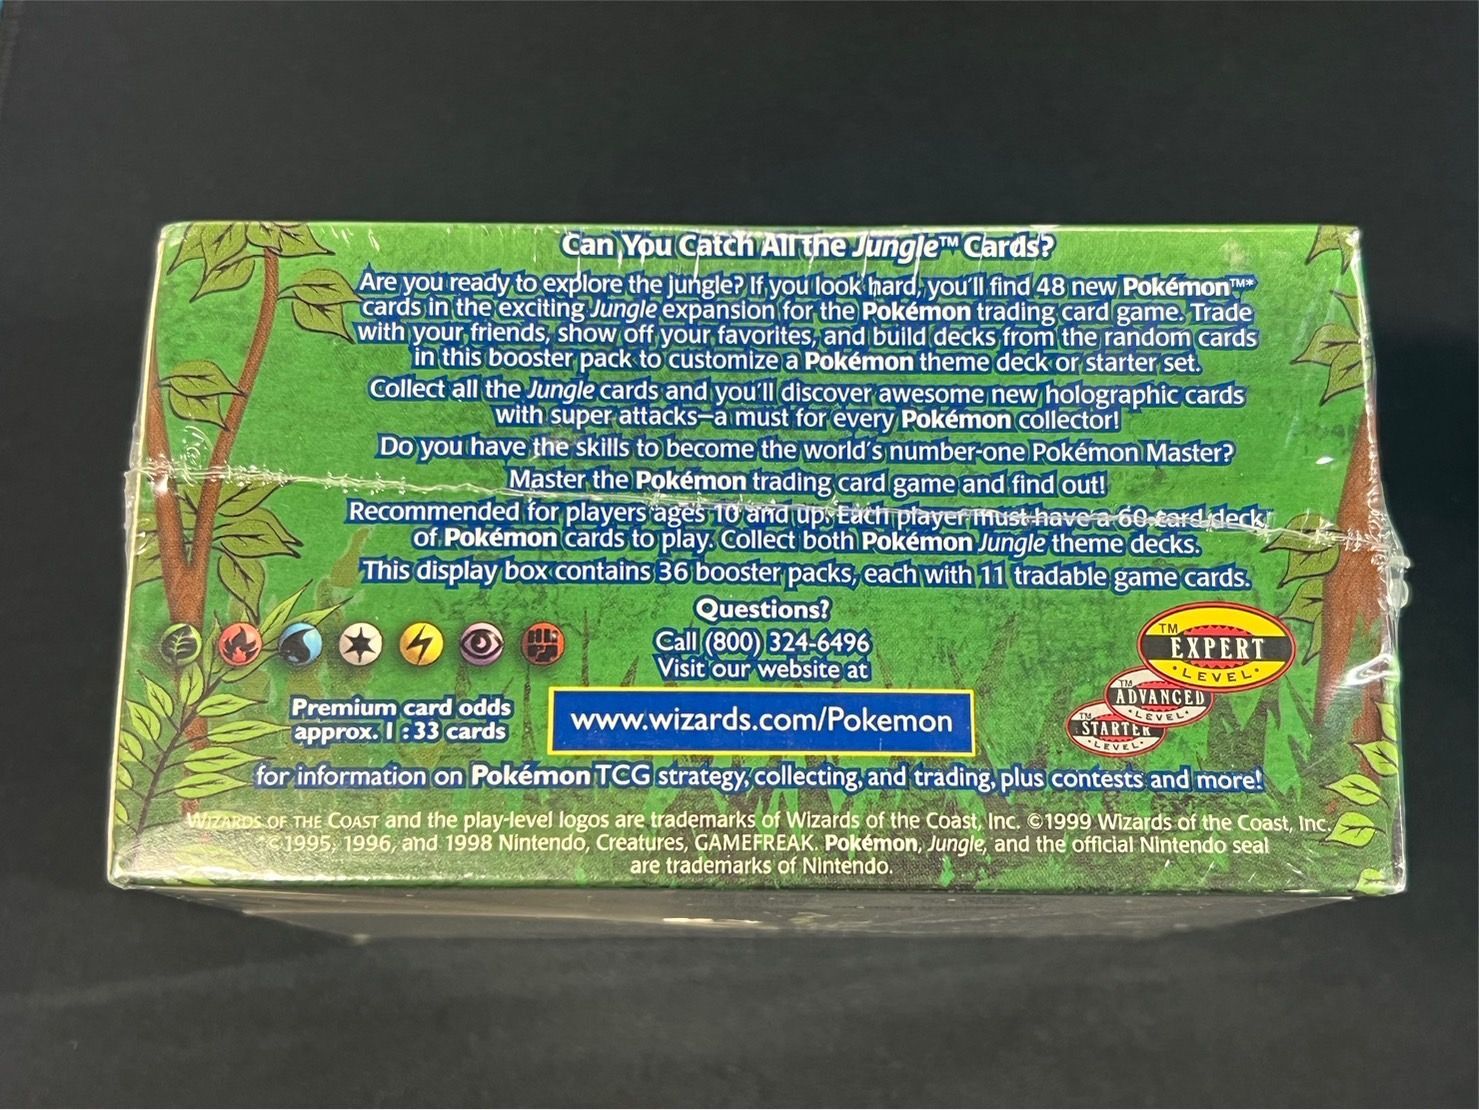 Can You Catch All the Jungle™ Cards?
Are you ready to explore the jungle? If you look hard, you'll find 48 new Pokémon™*
cards in the exciting Jungle expansion for the Pokémon trading card game. Trade
with your friends, show off your favorites, and build decks from the random cards
in this booster pack to customize a Pokémon theme deck or starter set.
Collect all the Jungle cards and you'll discover awesome new holographic cards
with super attacks—a must for every Pokémon collector!
Do you have the skills to become the world's number-one Pokémon Master?
Master the Pokémon trading card game and find out!
Recommended for players ages 10 and up. Each player must have a 60-card deck
of Pokémon cards to play. Collect both Pokémon Jungle theme decks.
This display box contains 36 booster packs, each with 11 tradable game cards.
Questions?
Call (800) 324-6496
Visit our website at
www.wizards.com/Pokemon
Premium card odds
approx. 1 : 33 cards
TM
EXPERT
• LEVEL •
TM
ADVANCED
• LEVEL •
TM
STARTER
• LEVEL •
for information on Pokémon TCG strategy, collecting, and trading, plus contests and more!
WIZARDS OF THE COAST and the play-level logos are trademarks of Wizards of the Coast, Inc. ©1999 Wizards of the Coast, Inc.
©1995, 1996, and 1998 Nintendo, Creatures, GAMEFREAK. Pokémon, Jungle, and the official Nintendo seal
are trademarks of Nintendo.